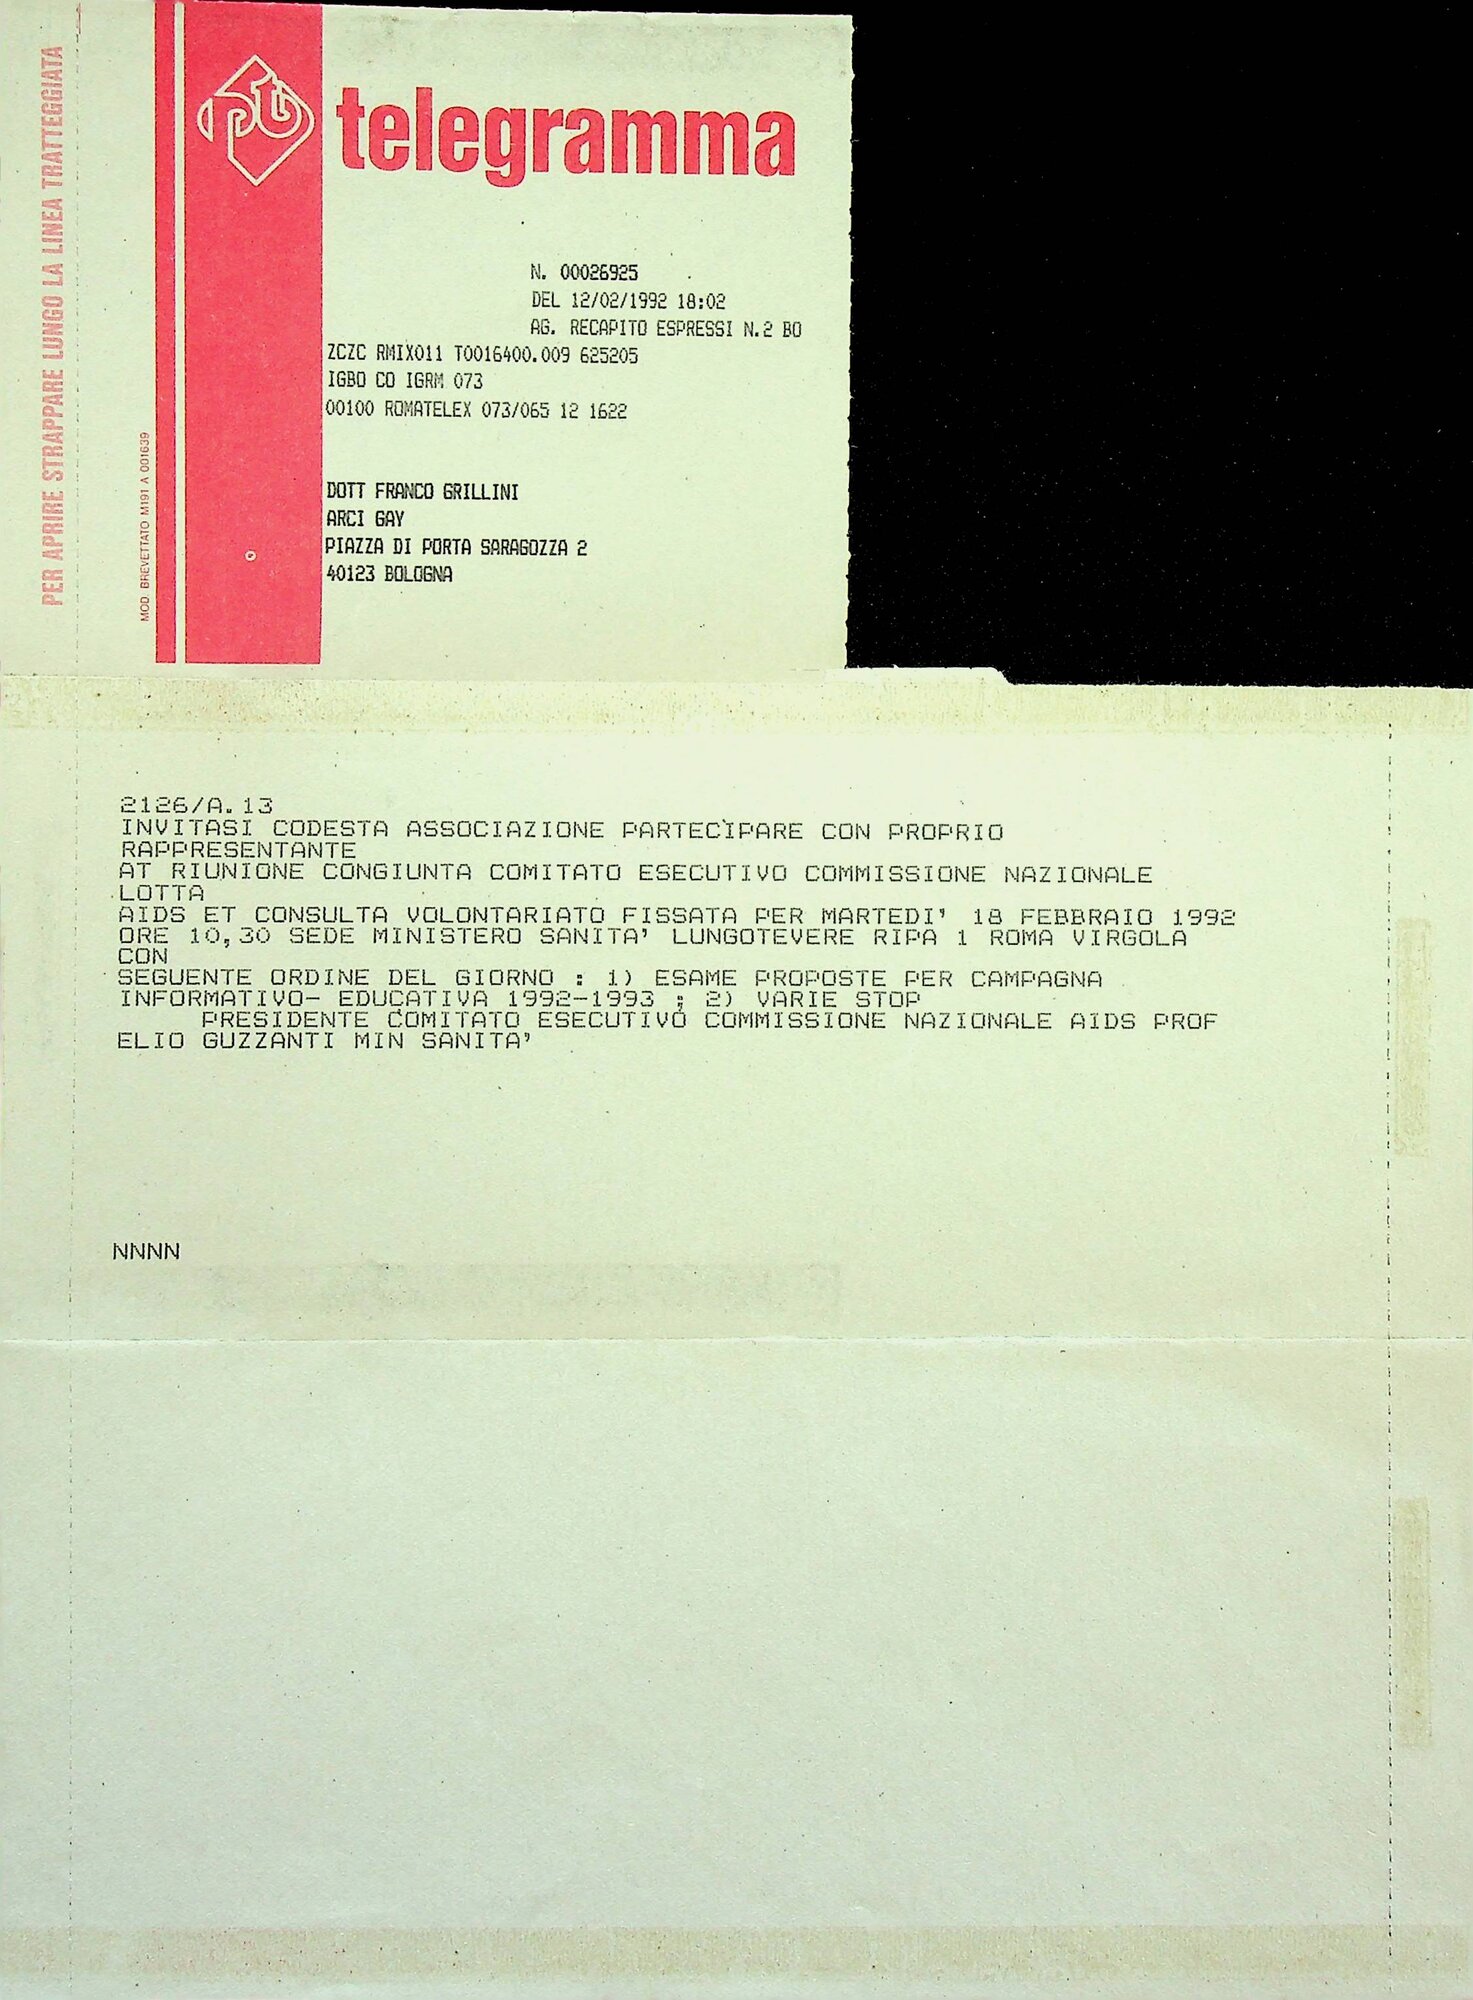 PER APRIRE STRAPPARE LUNGO LA LINEA TRATTEGGIATA
MOD. BREVETTATO M191 A 001639
pt telegramma
N. 00026925
DEL 12/02/1992 18:02
AG. RECAPITO ESPRESSI N.2 BO
ZCZC RMIX011 T0016400.009 625205
IGBO CO IGRM 073
00100 ROMATELEX 073/065 12 1622
DOTT FRANCO GRILLINI
ARCI GAY
PIAZZA DI PORTA SARAGOZZA 2
40123 BOLOGNA
2126/A.13
INVITASI CODESTA ASSOCIAZIONE PARTECIPARE CON PROPRIO
RAPPRESENTANTE
AT RIUNIONE CONGIUNTA COMITATO ESECUTIVO COMMISSIONE NAZIONALE
LOTTA
AIDS ET CONSULTA VOLONTARIATO FISSATA PER MARTEDI' 18 FEBBRAIO 1992
ORE 10,30 SEDE MINISTERO SANITA' LUNGOTEVERE RIPA 1 ROMA VIRGOLA
CON
SEGUENTE ORDINE DEL GIORNO : 1) ESAME PROPOSTE PER CAMPAGNA
INFORMATIVO- EDUCATIVA 1992-1993 ; 2) VARIE STOP
PRESIDENTE COMITATO ESECUTIVO COMMISSIONE NAZIONALE AIDS PROF
ELIO GUZZANTI MIN SANITA'
NNNN